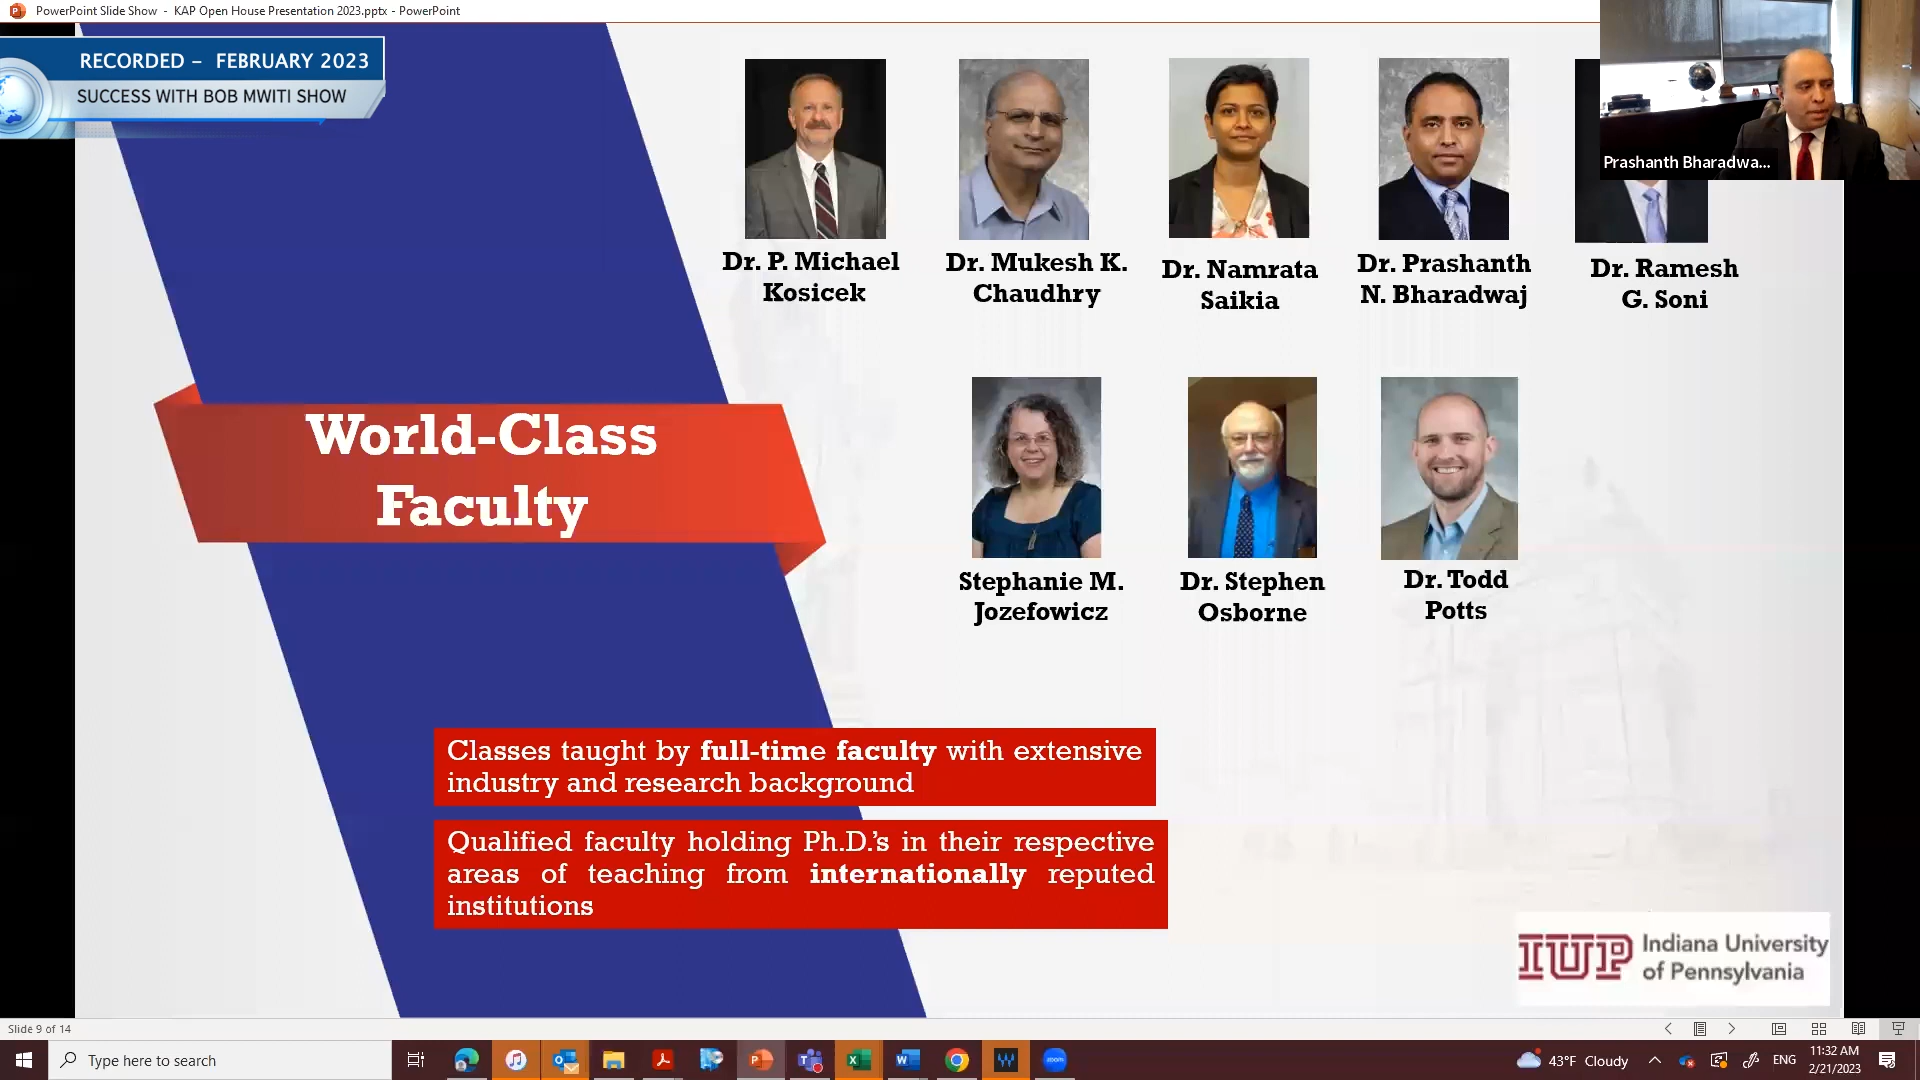 PowerPoint Slide Show - KAP Open House Presentation 2023.pptx - PowerPoint
RECORDED – FEBRUARY 2023
SUCCESS WITH BOB MWITI SHOW
Prashanth Bharadwa...
Dr. P. Michael
Kosicek
Dr. Mukesh K.
Chaudhry
Dr. Namrata
Saikia
Dr. Prashanth
N. Bharadwaj
Dr. Ramesh
G. Soni
World-Class
Faculty
Stephanie M.
Jozefowicz
Dr. Stephen
Osborne
Dr. Todd
Potts
Classes taught by full-time faculty with extensive
industry and research background
Qualified faculty holding Ph.D.'s in their respective
areas of teaching from internationally reputed
institutions
IUP
Indiana University
of Pennsylvania
Slide 9 of 14
Type here to search
zoom
43°F Cloudy
ENG
11:32 AM
2/21/2023